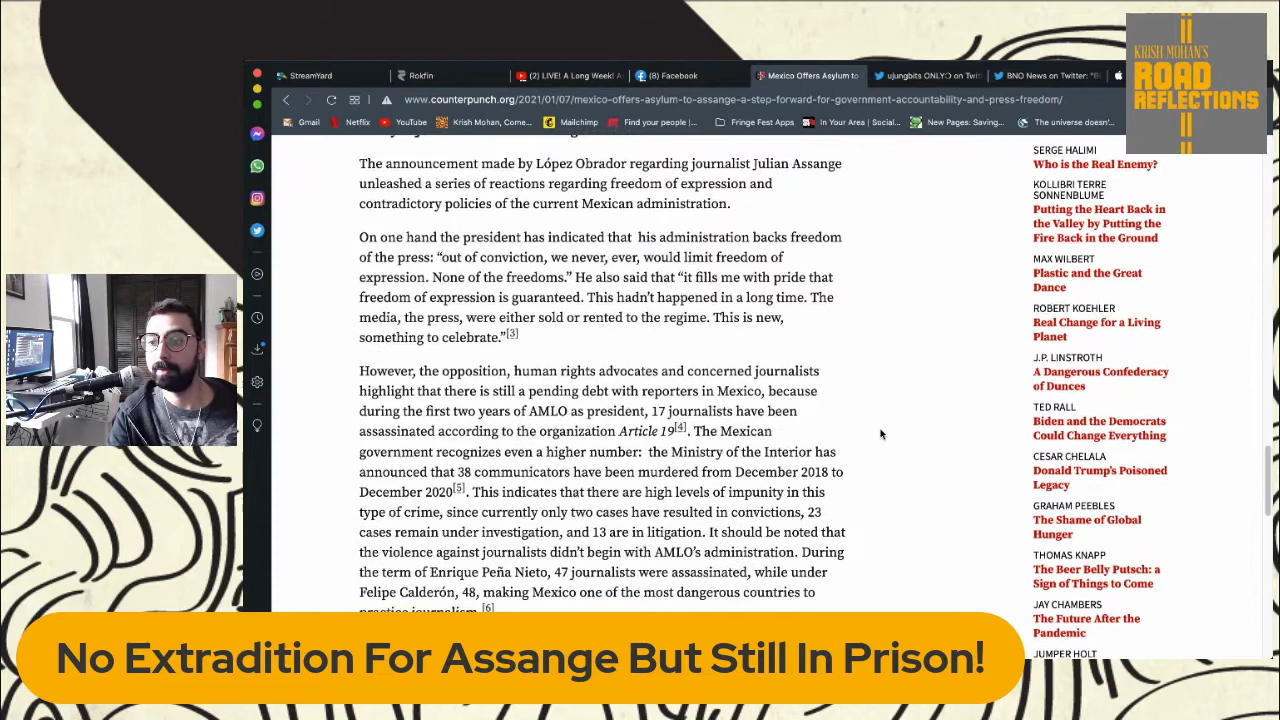 KRISH MOHAN'S
ROAD
REFLECTIONS
StreamYard
Rokfin
(2) LIVE! A Long Week! A
(8) Facebook
Mexico Offers Asylum to
ujungbits ONLY on Twit
BNO News on Twitter: "B
www.counterpunch.org/2021/01/07/mexico-offers-asylum-to-assange-a-step-forward-for-government-accountability-and-press-freedom/
Gmail
Netflix
YouTube
Krish Mohan, Come...
Mailchimp
Find your people_...
Fringe Fest Apps
In Your Area | Social...
New Pages: Saving...
The universe doesn'...
The announcement made by López Obrador regarding journalist Julian Assange
unleashed a series of reactions regarding freedom of expression and
contradictory policies of the current Mexican administration.
On one hand the president has indicated that his administration backs freedom
of the press: “out of conviction, we never, ever, would limit freedom of
expression. None of the freedoms.” He also said that “it fills me with pride that
freedom of expression is guaranteed. This hadn’t happened in a long time. The
media, the press, were either sold or rented to the regime. This is new,
something to celebrate.”[3]
However, the opposition, human rights advocates and concerned journalists
highlight that there is still a pending debt with reporters in Mexico, because
during the first two years of AMLO as president, 17 journalists have been
assassinated according to the organization Article 19[4]. The Mexican
government recognizes even a higher number: the Ministry of the Interior has
announced that 38 communicators have been murdered from December 2018 to
December 2020[5]. This indicates that there are high levels of impunity in this
type of crime, since currently only two cases have resulted in convictions, 23
cases remain under investigation, and 13 are in litigation. It should be noted that
the violence against journalists didn’t begin with AMLO’s administration. During
the term of Enrique Peña Nieto, 47 journalists were assassinated, while under
Felipe Calderón, 48, making Mexico one of the most dangerous countries to
practice journalism.[6]
SERGE HALIMI
Who is the Real Enemy?
KOLLIBRI TERRE
SONNENBLUME
Putting the Heart Back in
the Valley by Putting the
Fire Back in the Ground
MAX WILBERT
Plastic and the Great
Dance
ROBERT KOEHLER
Real Change for a Living
Planet
J.P. LINSTROTH
A Dangerous Confederacy
of Dunces
TED RALL
Biden and the Democrats
Could Change Everything
CESAR CHELALA
Donald Trump’s Poisoned
Legacy
GRAHAM PEEBLES
The Shame of Global
Hunger
THOMAS KNAPP
The Beer Belly Putsch: a
Sign of Things to Come
JAY CHAMBERS
The Future After the
Pandemic
JUMPER HOLT
No Extradition For Assange But Still In Prison!